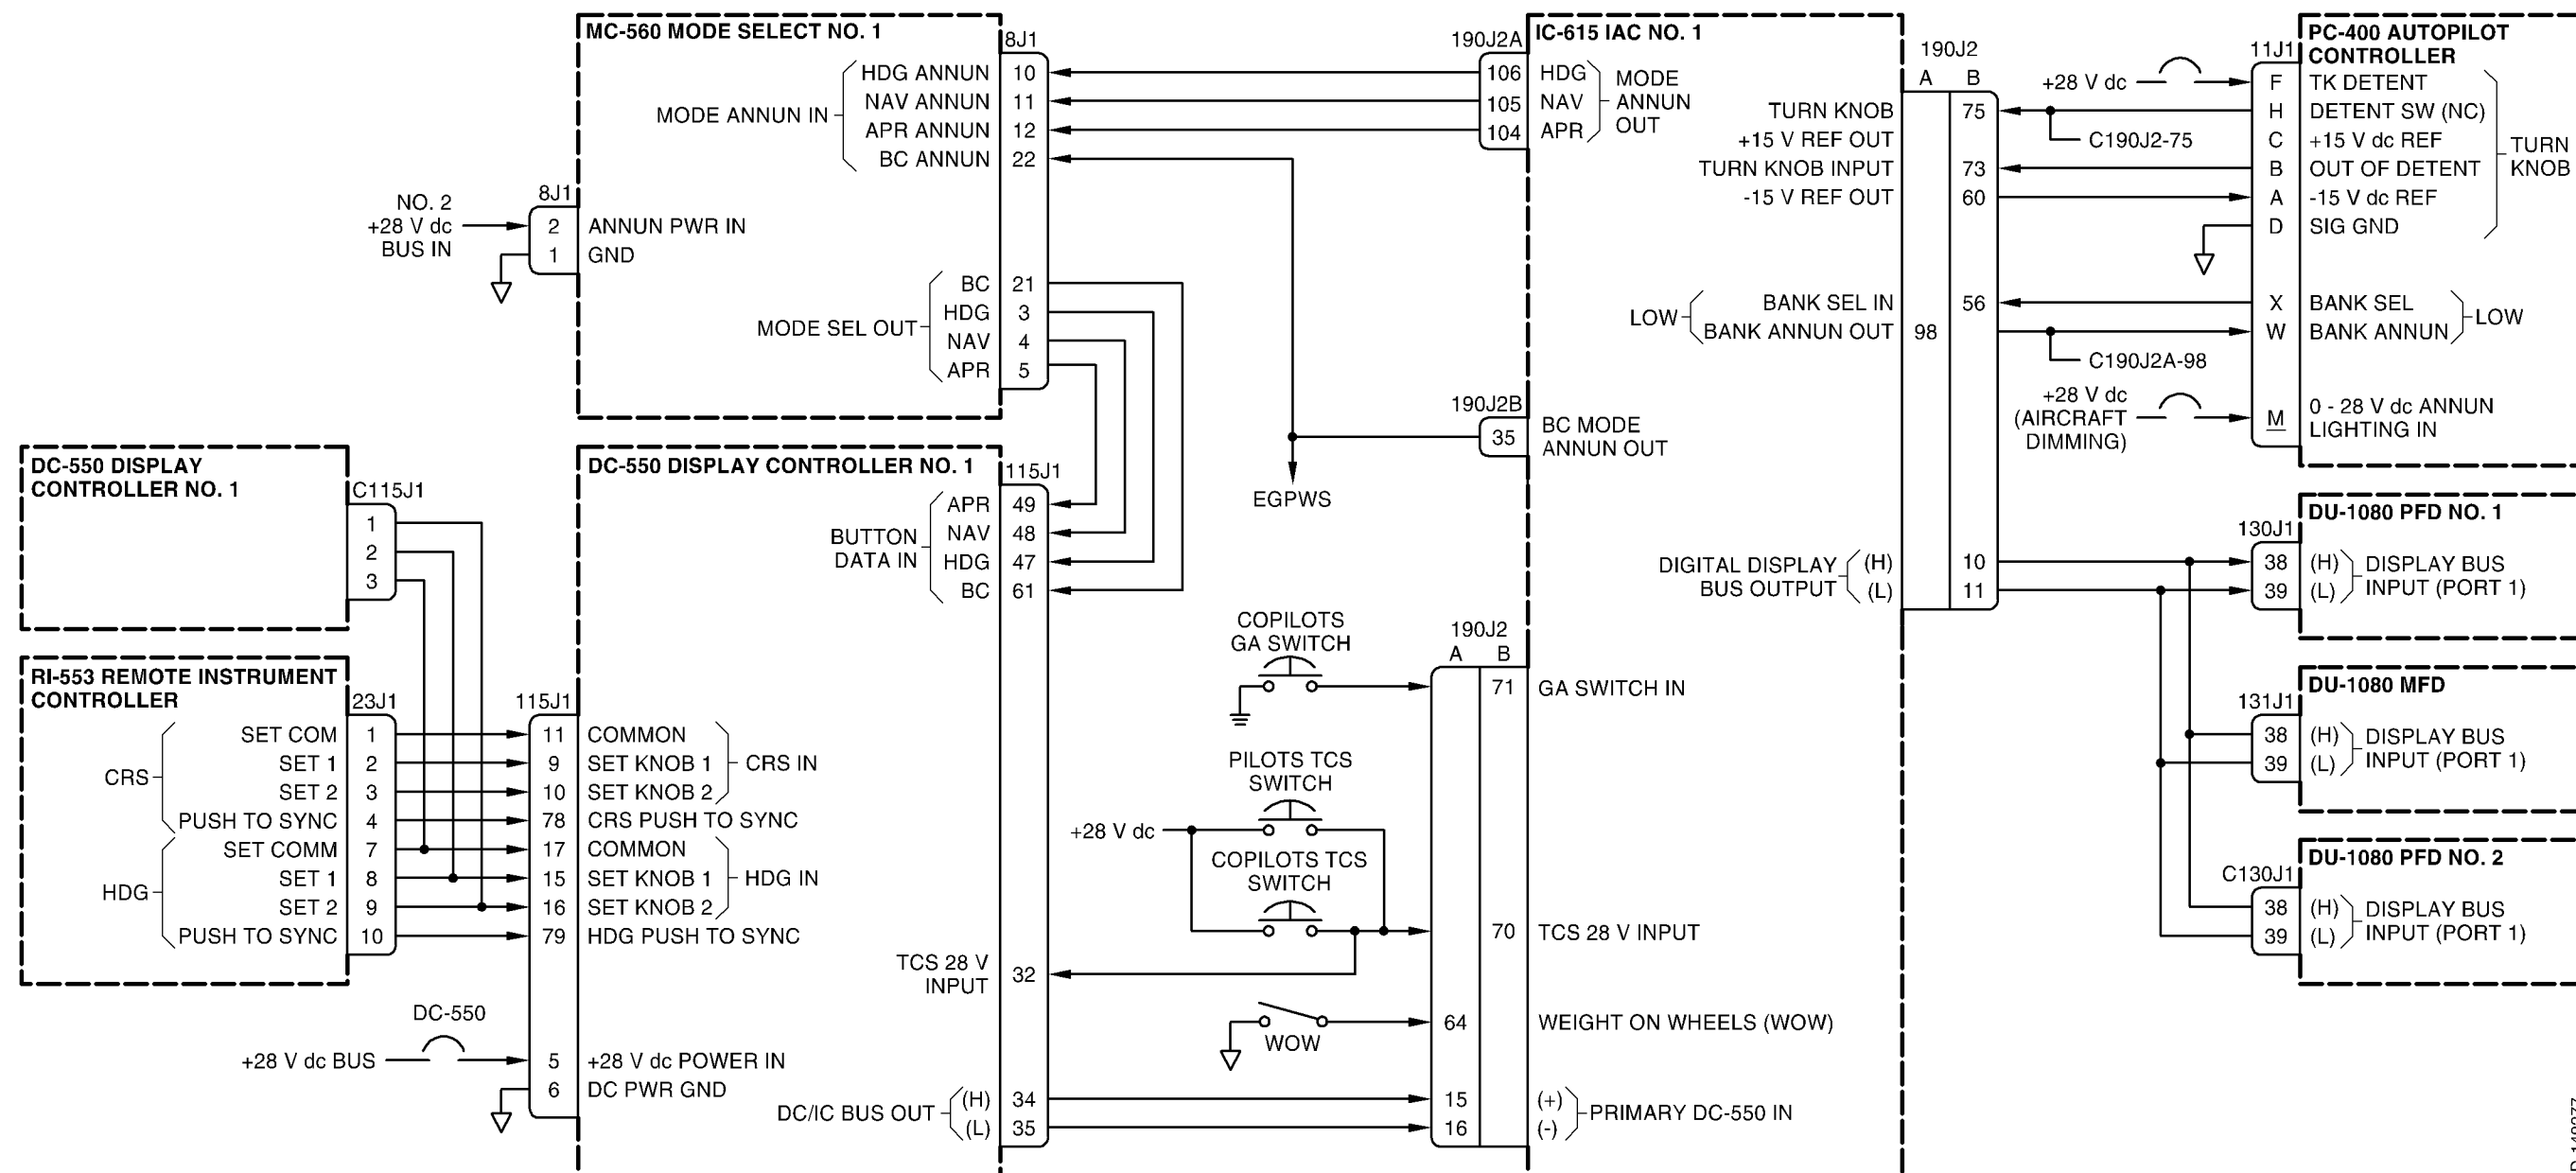 MC-560 MODE SELECT NO. 1
8J1
HDG ANNUN 10
NAV ANNUN 11
APR ANNUN 12
BC ANNUN 22
MODE ANNUN IN
NO. 2
+28 V dc
BUS IN
8J1
2 ANNUN PWR IN
1 GND
MODE SEL OUT
BC 21
HDG 3
NAV 4
APR 5
190J2A
IC-615 IAC NO. 1
106 HDG
105 NAV
104 APR
MODE
ANNUN
OUT
190J2B
35
BC MODE
ANNUN OUT
EGPWS
190J2
A B
TURN KNOB 75
+15 V REF OUT
TURN KNOB INPUT 73
-15 V REF OUT 60
LOW
BANK SEL IN 56
BANK ANNUN OUT 98
DIGITAL DISPLAY
BUS OUTPUT
(H) 10
(L) 11
+28 V dc
C190J2-75
C190J2A-98
+28 V dc
(AIRCRAFT
DIMMING)
11J1
PC-400 AUTOPILOT
CONTROLLER
F TK DETENT
H DETENT SW (NC)
C +15 V dc REF
B OUT OF DETENT
A -15 V dc REF
D SIG GND
TURN
KNOB
X BANK SEL
W BANK ANNUN
LOW
M 0 - 28 V dc ANNUN
LIGHTING IN
DU-1080 PFD NO. 1
130J1
38 (H)
39 (L)
DISPLAY BUS
INPUT (PORT 1)
DU-1080 MFD
131J1
38 (H)
39 (L)
DISPLAY BUS
INPUT (PORT 1)
DU-1080 PFD NO. 2
C130J1
38 (H)
39 (L)
DISPLAY BUS
INPUT (PORT 1)
DC-550 DISPLAY
CONTROLLER NO. 1
C115J1
1
2
3
RI-553 REMOTE INSTRUMENT
CONTROLLER
23J1
CRS
SET COM 1
SET 1 2
SET 2 3
PUSH TO SYNC 4
HDG
SET COMM 7
SET 1 8
SET 2 9
PUSH TO SYNC 10
DC-550 DISPLAY CONTROLLER NO. 1
115J1
BUTTON
DATA IN
APR 49
NAV 48
HDG 47
BC 61
115J1
11 COMMON
9 SET KNOB 1
10 SET KNOB 2
CRS IN
78 CRS PUSH TO SYNC
17 COMMON
15 SET KNOB 1
16 SET KNOB 2
HDG IN
79 HDG PUSH TO SYNC
DC-550
+28 V dc BUS
5 +28 V dc POWER IN
6 DC PWR GND
TCS 28 V
INPUT
32
DC/IC BUS OUT
(H) 34
(L) 35
COPILOTS
GA SWITCH
PILOTS TCS
SWITCH
+28 V dc
COPILOTS TCS
SWITCH
WOW
190J2
A B
71 GA SWITCH IN
70 TCS 28 V INPUT
64 WEIGHT ON WHEELS (WOW)
15 (+)
16 (-)
PRIMARY DC-550 IN